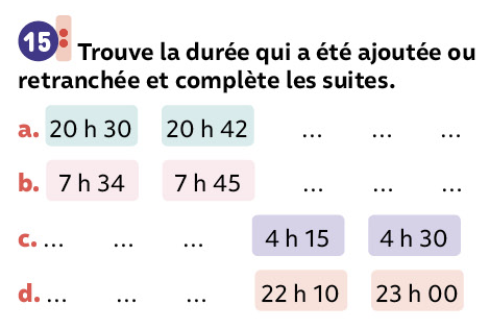 15
Trouve la durée qui a été ajoutée ou
retranchée et complète les suites.
a. 20 h 30 20 h 42 ... ... ...
b. 7 h 34 7 h 45 ... ... ...
c. ... ... ... 4 h 15 4 h 30
d. ... ... ... 22 h 10 23 h 00